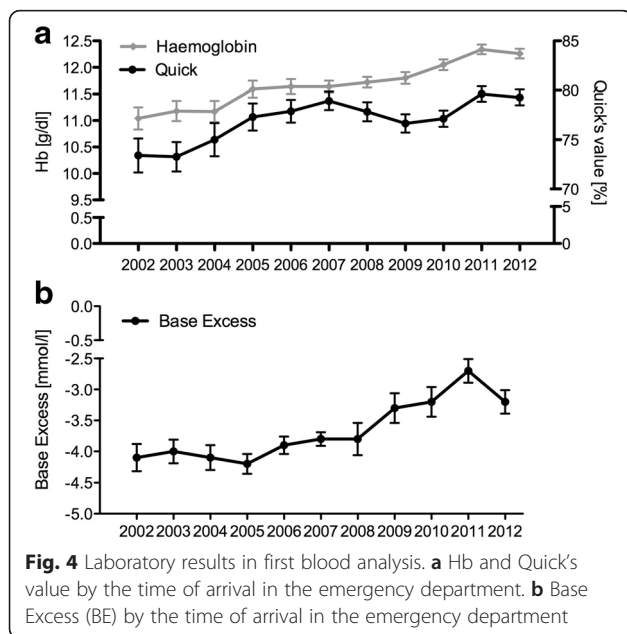 a
Haemoglobin
Quick
Hb [g/dl]
12.5
12.0
11.5
11.0
10.5
10.0
9.5
0.5
0.0
85
80
75
70
5
0
Quick's value [%]
2002 2003 2004 2005 2006 2007 2008 2009 2010 2011 2012
b
Base Excess
Base Excess [mmol/l]
0.0
-0.5
-2.5
-3.0
-3.5
-4.0
-4.5
-5.0
2002 2003 2004 2005 2006 2007 2008 2009 2010 2011 2012
Fig. 4 Laboratory results in first blood analysis. a Hb and Quick's
value by the time of arrival in the emergency department. b Base
Excess (BE) by the time of arrival in the emergency department